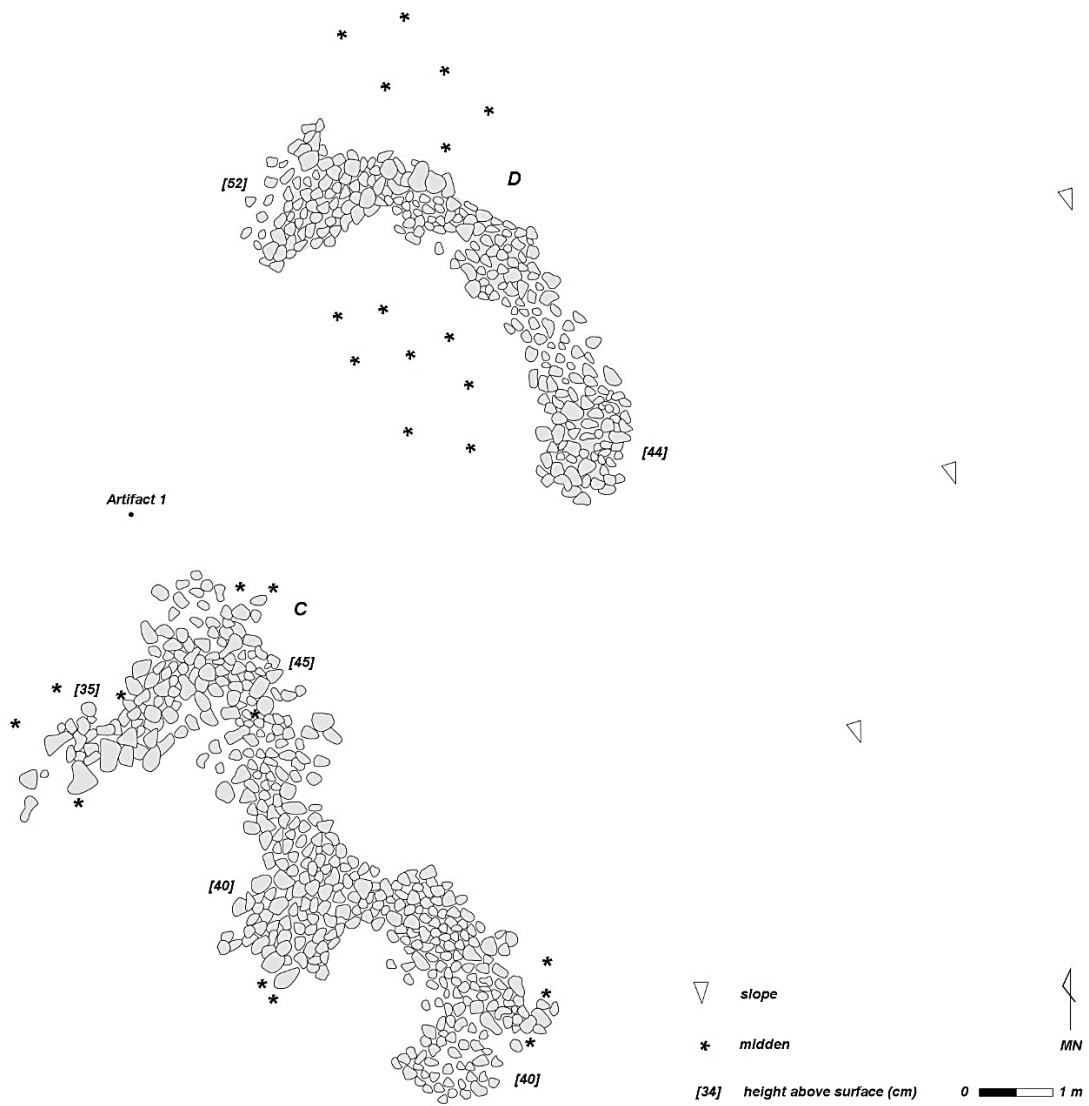 [52]
D
[44]
Artifact 1
C
[45]
[35]
[40]
[40]
slope
* midden
MN
[34] height above surface (cm)
0 1 m